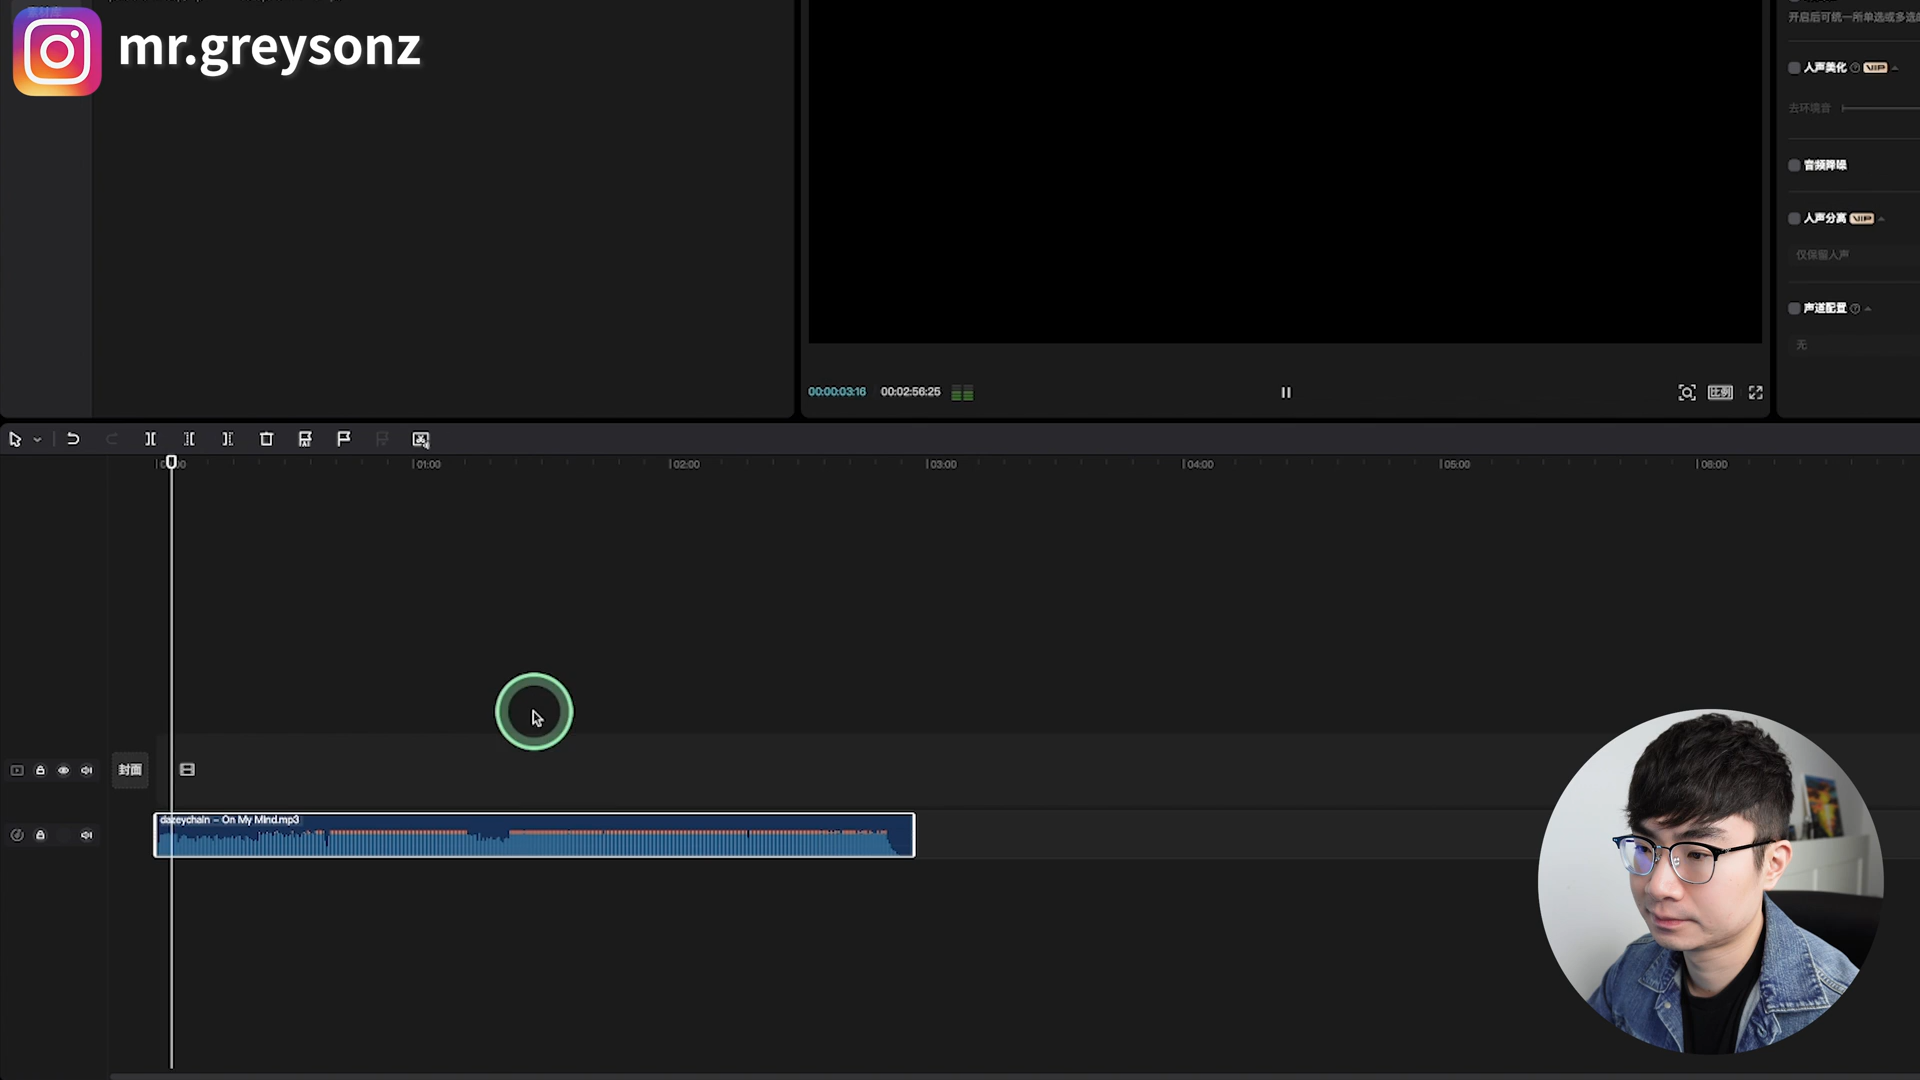 mr.greysonz
开启后可统一所单选或多选
人声美化 VIP
去环境音
音频降噪
人声分离 VIP
仅保留人声
声道配置
无
00:00:03:16 00:02:56:25
比例
01:00 02:00 03:00 04:00 05:00 06:00
封面
dazeychain – On My Mind.mp3